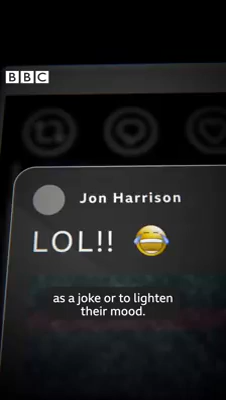 BBC
Jon Harrison
LOL!! 😂
as a joke or to lighten
their mood.